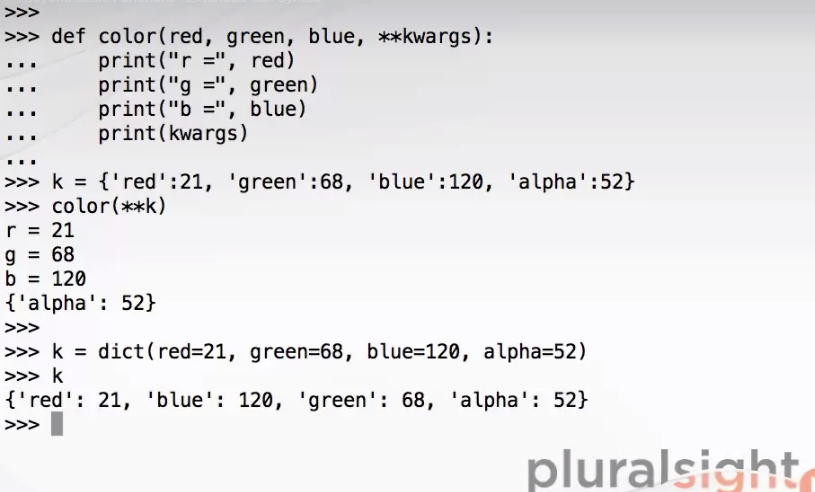 >>>
>>> def color(red, green, blue, **kwargs):
...     print("r =", red)
...     print("g =", green)
...     print("b =", blue)
...     print(kwargs)
...
>>> k = {'red':21, 'green':68, 'blue':120, 'alpha':52}
>>> color(**k)
r = 21
g = 68
b = 120
{'alpha': 52}
>>>
>>> k = dict(red=21, green=68, blue=120, alpha=52)
>>> k
{'red': 21, 'blue': 120, 'green': 68, 'alpha': 52}
>>>
pluralsight